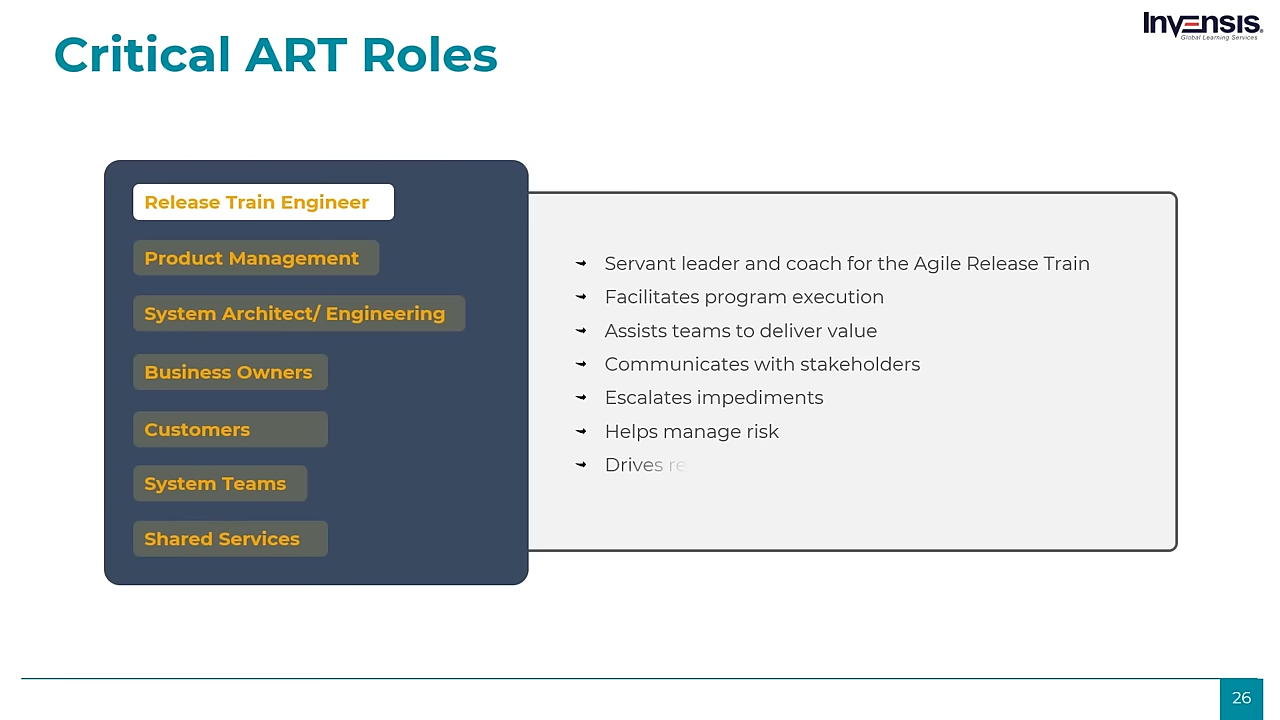 Invensis
Global Learning Services
Critical ART Roles
Release Train Engineer
Product Management
System Architect/ Engineering
Business Owners
Customers
System Teams
Shared Services
Servant leader and coach for the Agile Release Train
Facilitates program execution
Assists teams to deliver value
Communicates with stakeholders
Escalates impediments
Helps manage risk
Drives
26